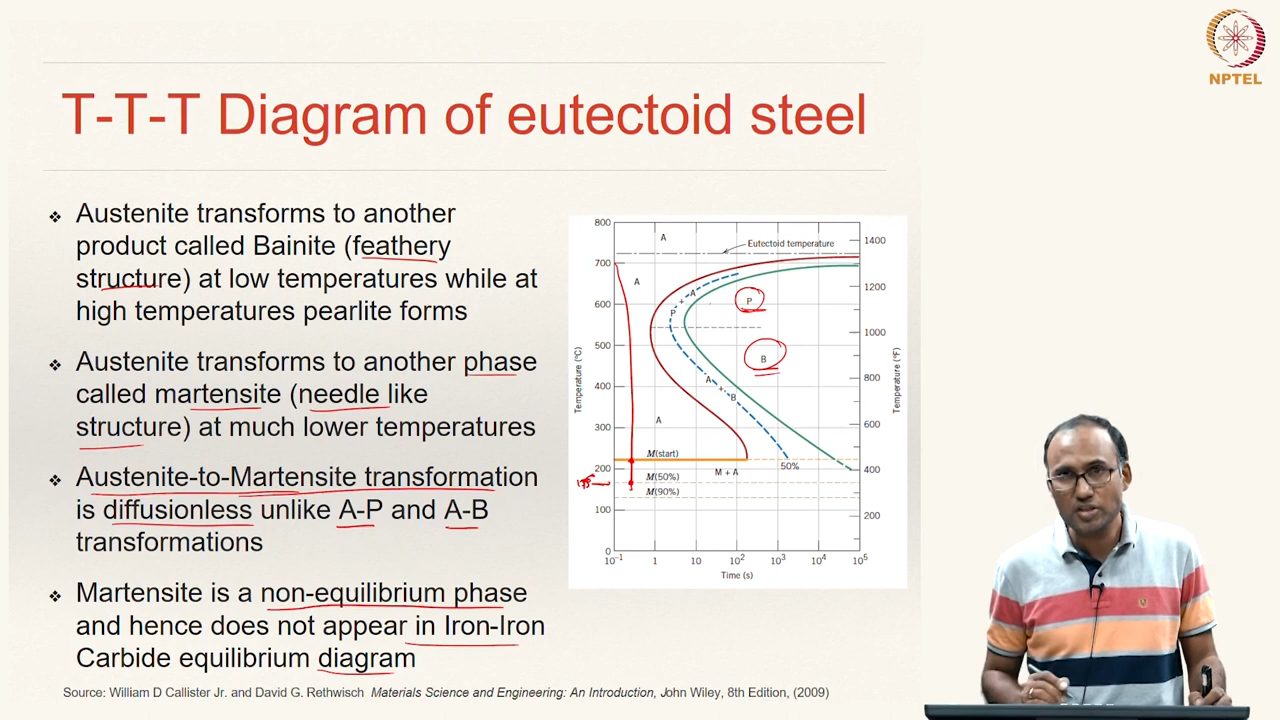 NPTEL
T-T-T Diagram of eutectoid steel
❖ Austenite transforms to another
product called Bainite (feathery
structure) at low temperatures while at
high temperatures pearlite forms
❖ Austenite transforms to another phase
called martensite (needle like
structure) at much lower temperatures
❖ Austenite-to-Martensite transformation
is diffusionless unlike A-P and A-B
transformations
❖ Martensite is a non-equilibrium phase
and hence does not appear in Iron-Iron
Carbide equilibrium diagram
800
700
600
500
400
300
200
100
0
Temperature (°C)
A
Eutectoid temperature
A
A
+
P
P
B
A
+
B
A
M(start)
M + A
50%
M(50%)
M(90%)
1400
1200
1000
800
600
400
200
Temperature (°F)
10⁻¹ 1 10 10² 10³ 10⁴ 10⁵
Time (s)
Source: William D Callister Jr. and David G. Rethwisch Materials Science and Engineering: An Introduction, John Wiley, 8th Edition, (2009)